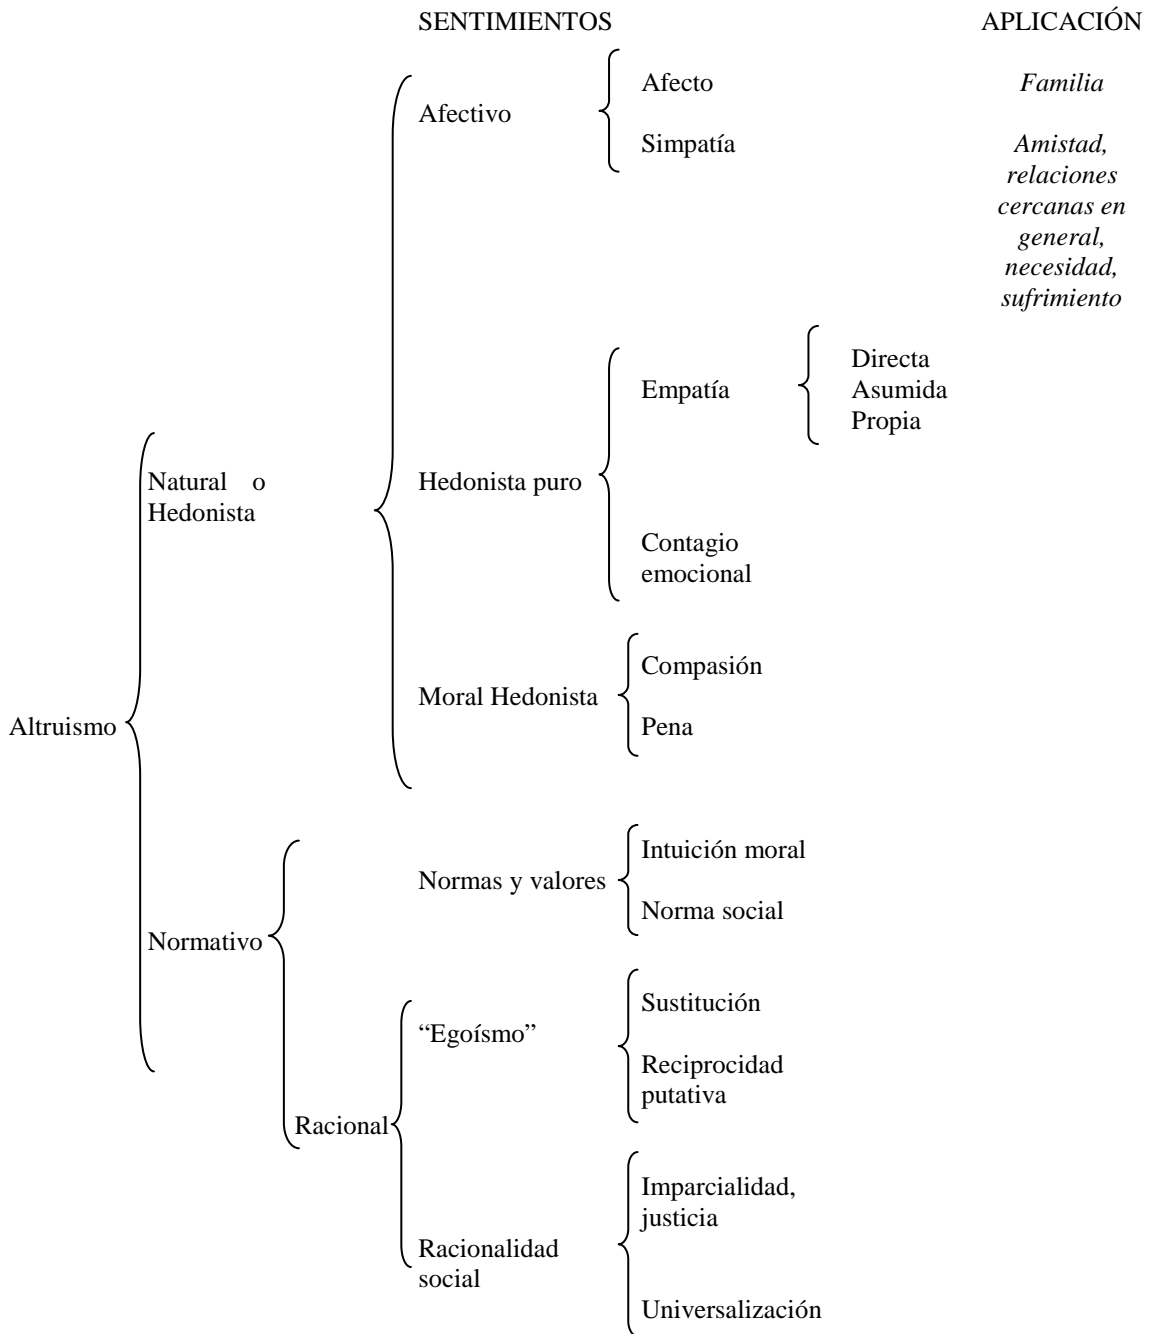 SENTIMIENTOS APLICACIÓN
Afectivo
Afecto Familia
Simpatía Amistad,
relaciones
cercanas en
general,
necesidad,
sufrimiento
Natural o
Hedonista
Hedonista puro
Empatía
Directa
Asumida
Propia
Contagio
emocional
Moral Hedonista
Compasión
Pena
Altruismo
Normativo
Normas y valores
Intuición moral
Norma social
Racional
“Egoísmo”
Sustitución
Reciprocidad
putativa
Racionalidad
social
Imparcialidad,
justicia
Universalización